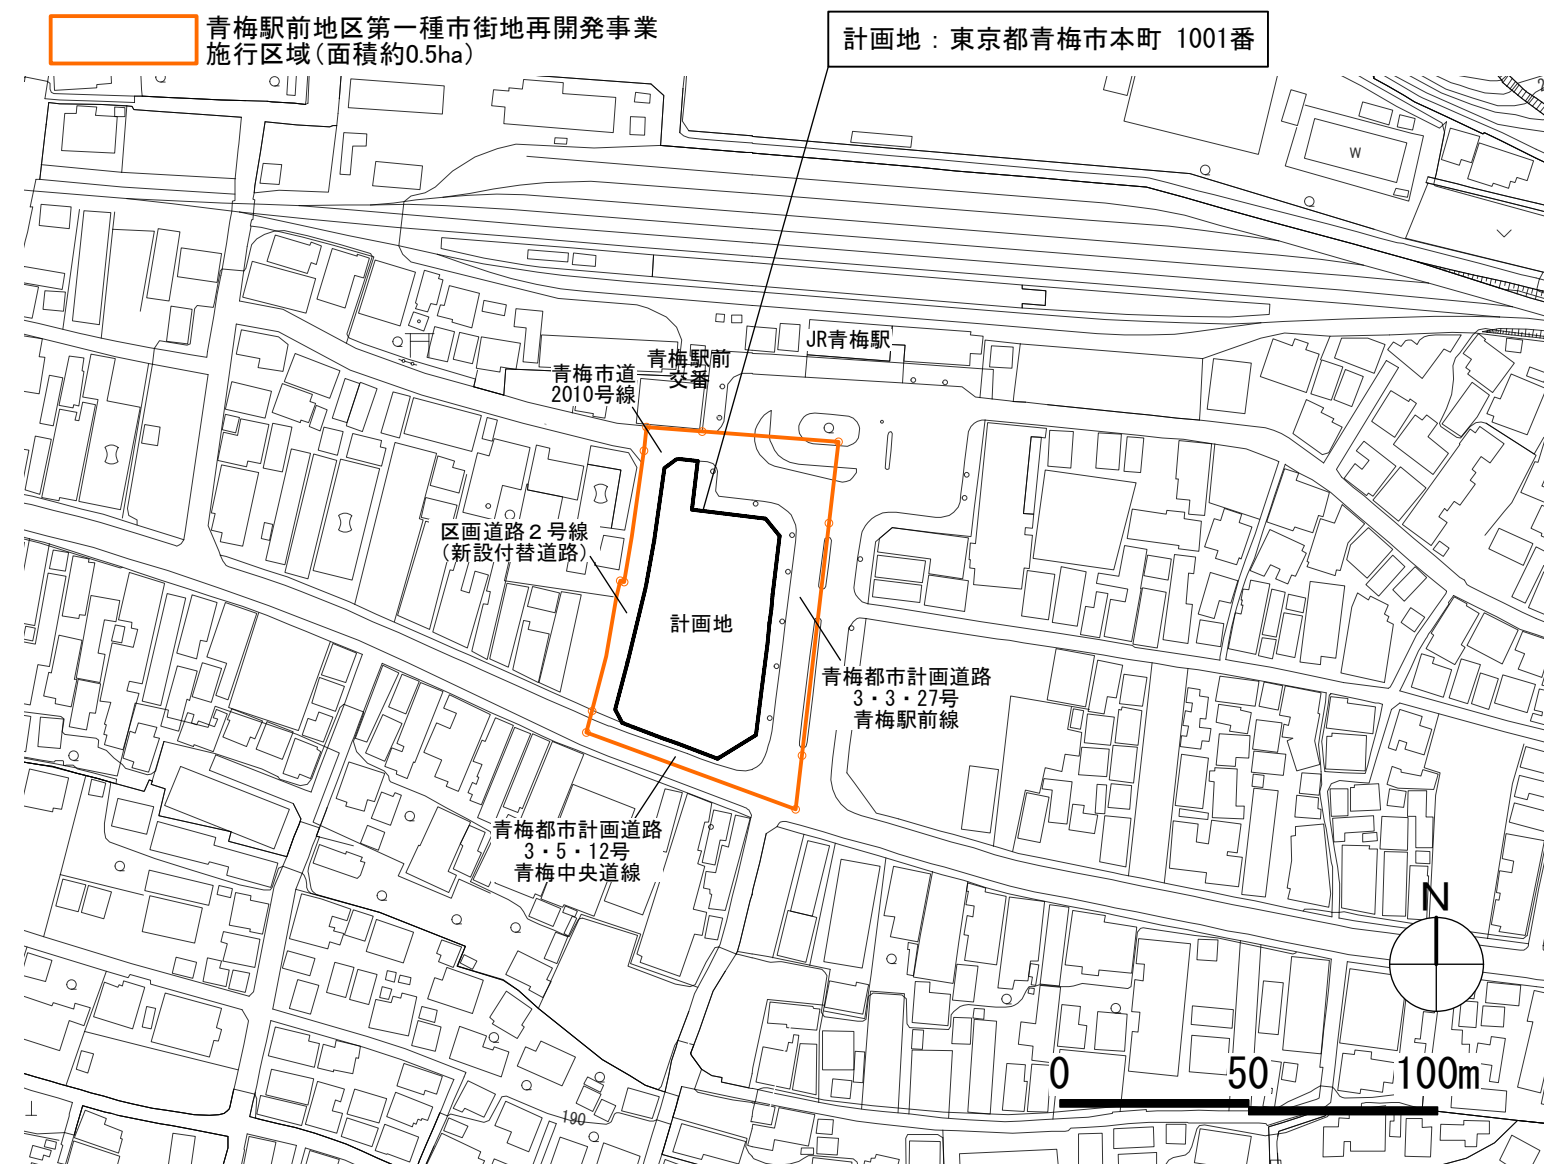 青梅駅前地区第一種市街地再開発事業
施行区域(面積約0.5ha)
計画地：東京都青梅市本町 1001番
W
JR青梅駅
青梅駅前
交番
青梅市道
2010号線
区画道路２号線
(新設付替道路)
計画地
青梅都市計画道路
3・3・27号
青梅駅前線
青梅都市計画道路
3・5・12号
青梅中央道線
N
0 50 100m
190